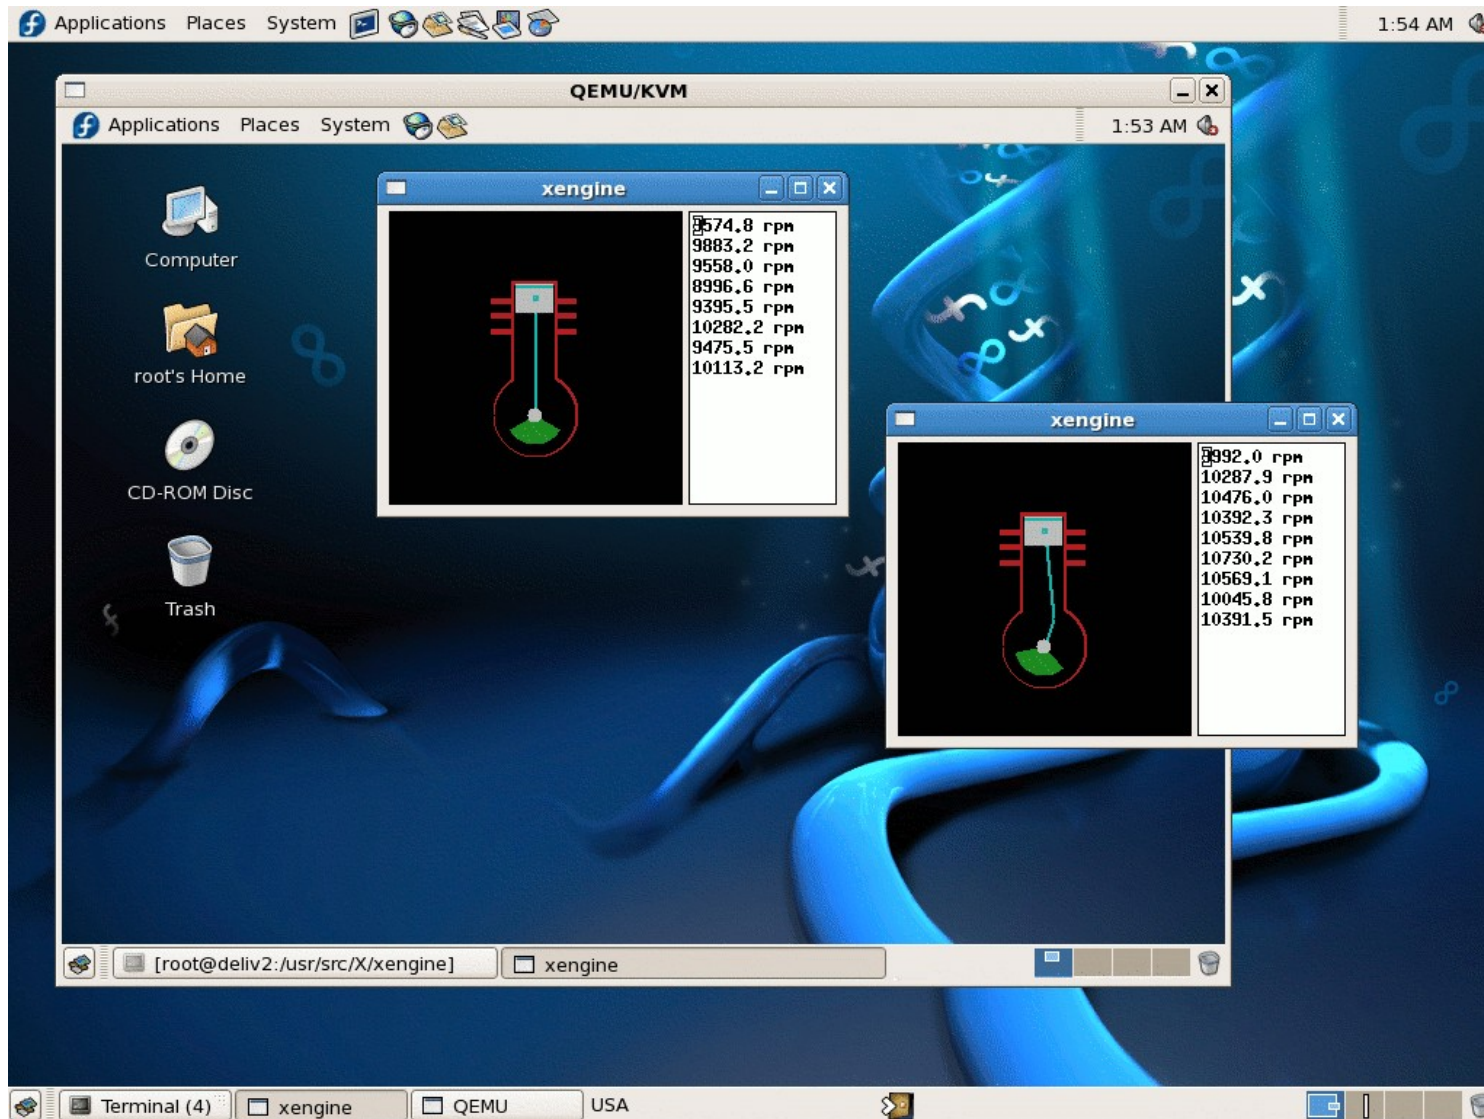 Applications Places System 1:54 AM
QEMU/KVM
Applications Places System 1:53 AM
Computer
root's Home
CD-ROM Disc
Trash
xengine
9574.8 rpm
9883.2 rpm
9558.0 rpm
8996.6 rpm
9395.5 rpm
10282.2 rpm
9475.5 rpm
10113.2 rpm
xengine
9992.0 rpm
10287.9 rpm
10476.0 rpm
10392.3 rpm
10539.8 rpm
10730.2 rpm
10569.1 rpm
10045.8 rpm
10391.5 rpm
[root@deliv2:/usr/src/X/xengine] xengine
Terminal (4) xengine QEMU USA